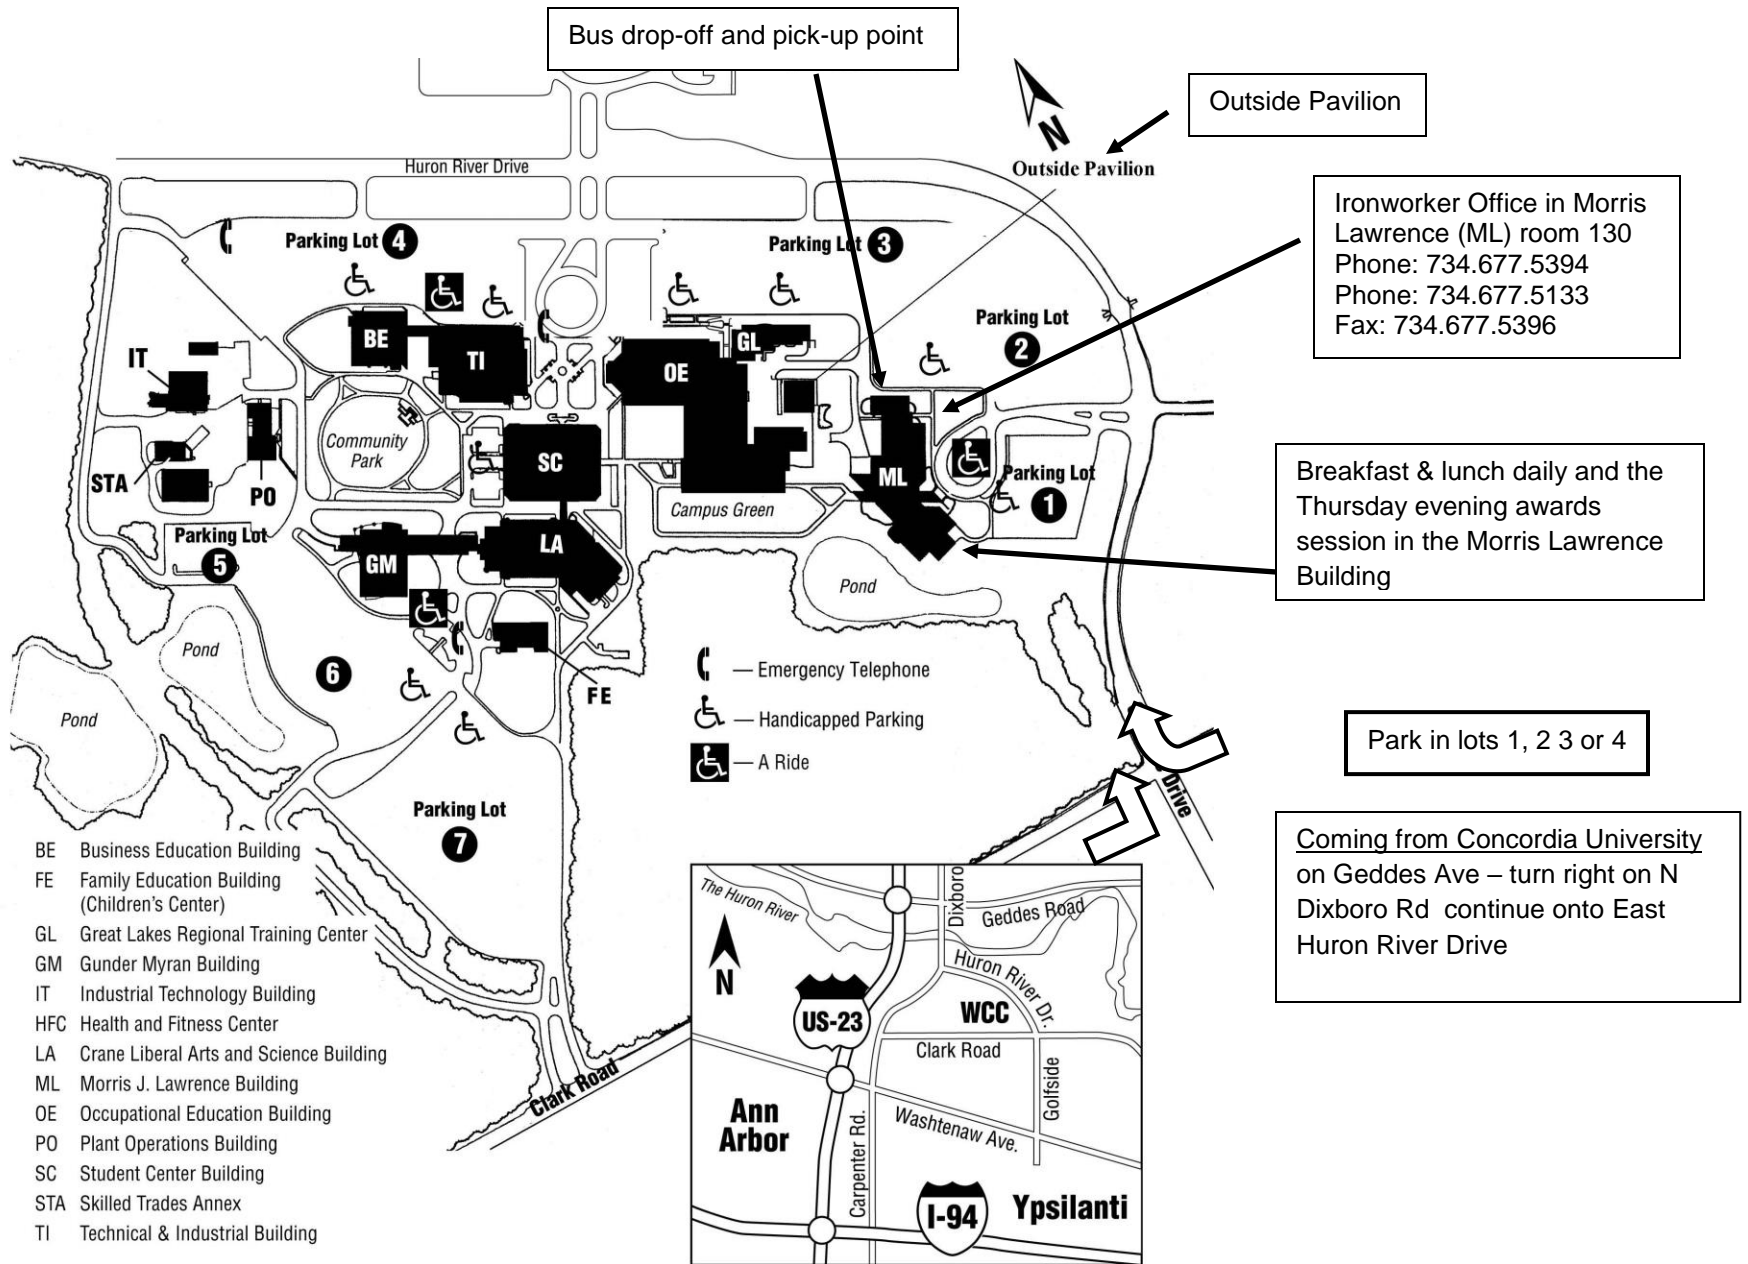 Bus drop-off and pick-up point
Outside Pavilion
N
Outside Pavilion
Huron River Drive
Ironworker Office in Morris
Lawrence (ML) room 130
Phone: 734.677.5394
Phone: 734.677.5133
Fax: 734.677.5396
Parking Lot 4
Parking Lot 3
Parking Lot
2
BE
TI
OE
GL
IT
Community
Park
SC
ML
Parking Lot
1
STA
PO
Campus Green
Breakfast & lunch daily and the
Thursday evening awards
session in the Morris Lawrence
Building
Parking Lot
5
GM
LA
Pond
Pond
6
FE
Pond
— Emergency Telephone
— Handicapped Parking
— A Ride
Park in lots 1, 2 3 or 4
Drive
Parking Lot
7
Coming from Concordia University
on Geddes Ave – turn right on N
Dixboro Rd  continue onto East
Huron River Drive
BE Business Education Building
FE Family Education Building
(Children's Center)
GL Great Lakes Regional Training Center
GM Gunder Myran Building
IT Industrial Technology Building
HFC Health and Fitness Center
LA Crane Liberal Arts and Science Building
ML Morris J. Lawrence Building
OE Occupational Education Building
PO Plant Operations Building
SC Student Center Building
STA Skilled Trades Annex
TI Technical & Industrial Building
Clark Road
The Huron River
Dixboro
Geddes Road
N
Huron River Dr.
US-23
WCC
Clark Road
Golfside
Ann
Arbor
Carpenter Rd.
Washtenaw Ave.
I-94
Ypsilanti